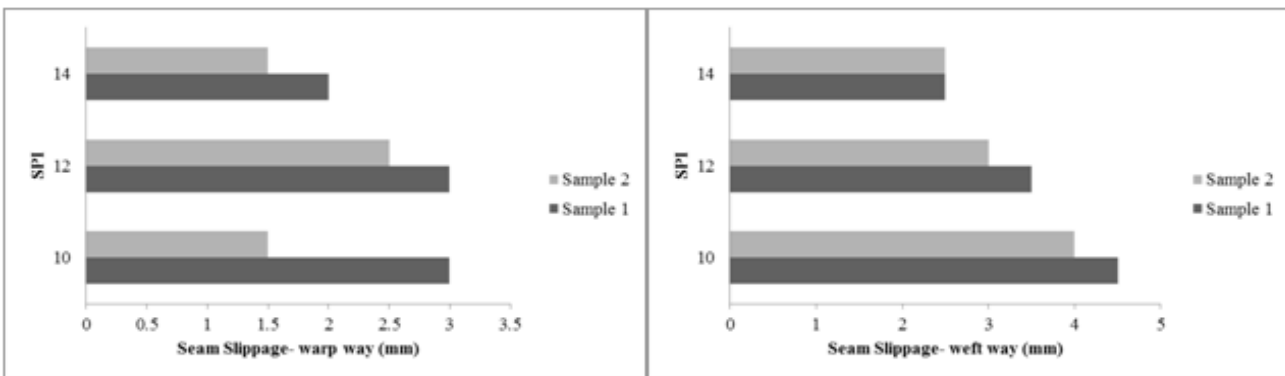 14
12
10
SPI
0 0.5 1 1.5 2 2.5 3 3.5
Seam Slippage- warp way (mm)
Sample 2
Sample 1
14
12
10
SPI
0 1 2 3 4 5
Seam Slippage- weft way (mm)
Sample 2
Sample 1